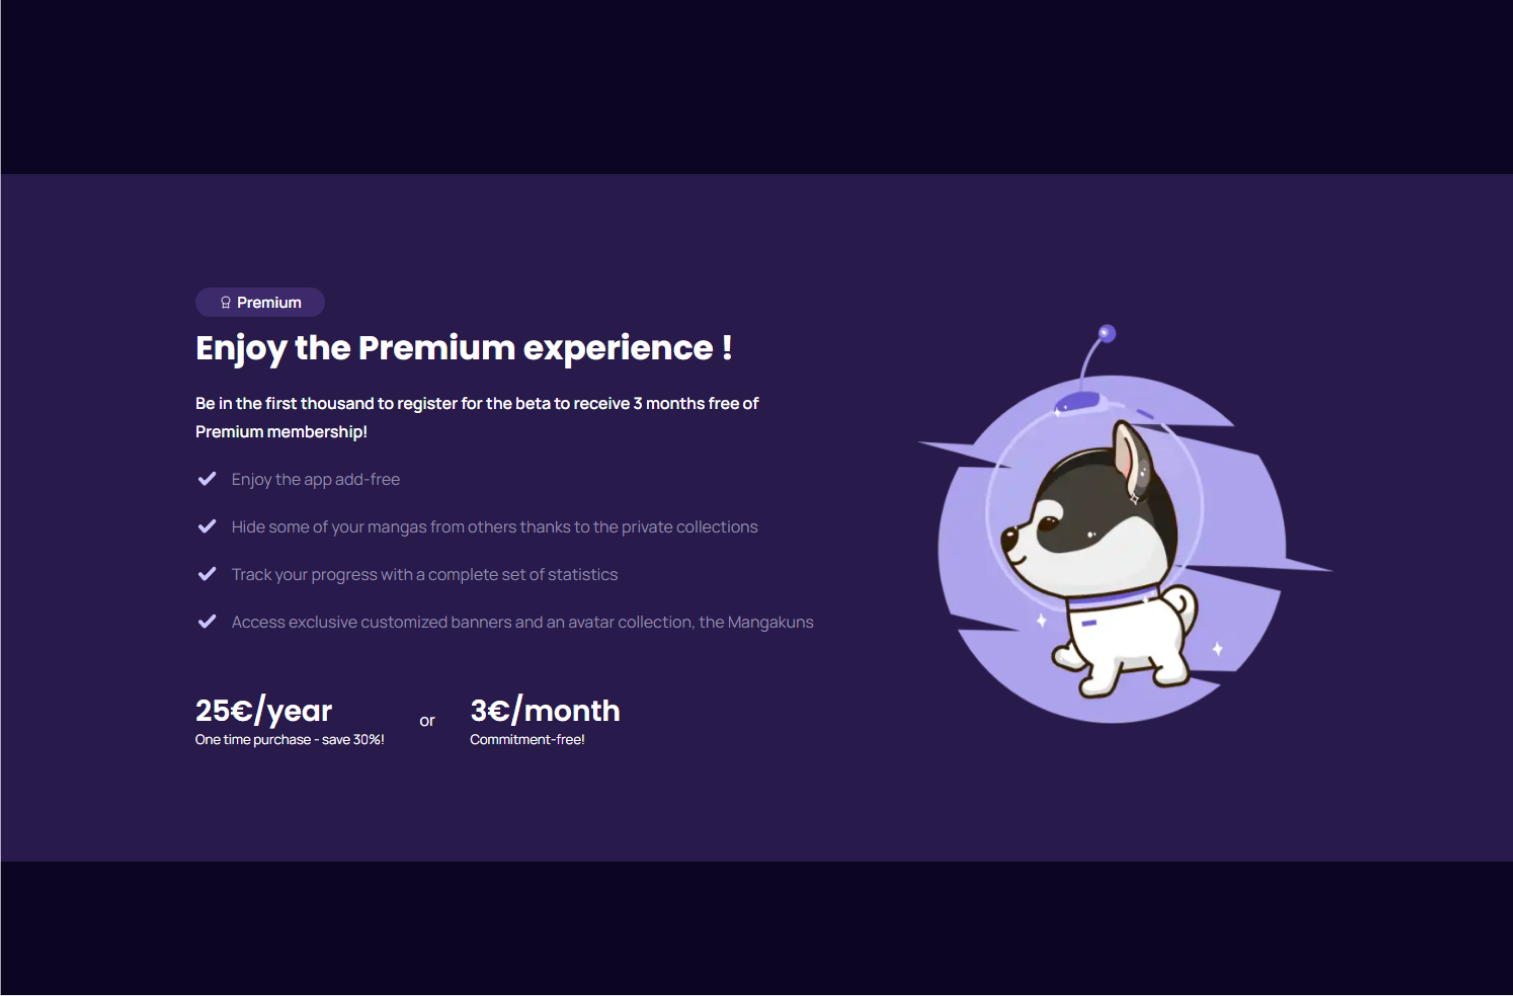 Premium
Enjoy the Premium experience !
Be in the first thousand to register for the beta to receive 3 months free of
Premium membership!
Enjoy the app add-free
Hide some of your mangas from others thanks to the private collections
Track your progress with a complete set of statistics
Access exclusive customized banners and an avatar collection, the Mangakuns
25€/year
One time purchase - save 30%!
or
3€/month
Commitment-free!